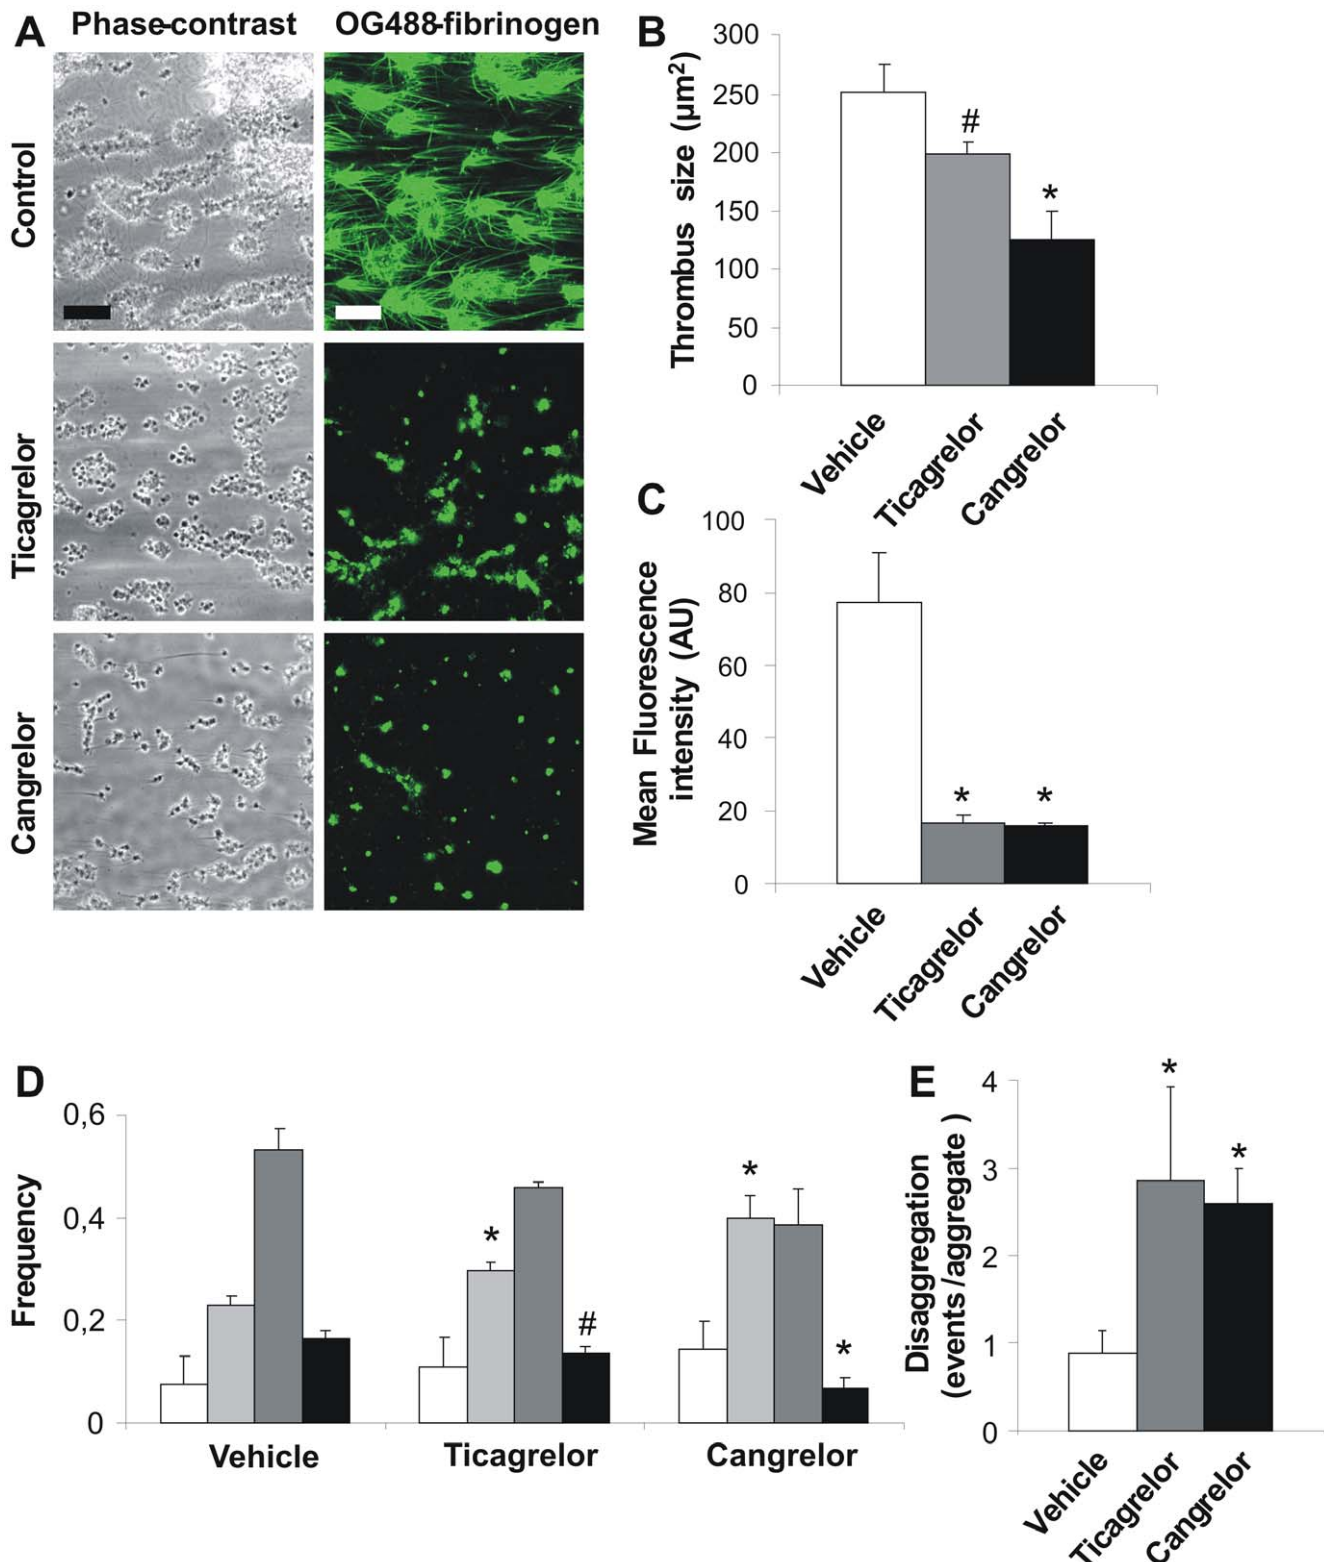 A
Phase-contrast
OG488-fibrinogen
Control
Ticagrelor
Cangrelor
B
Thrombus size (µm²)
300
250
200
150
100
50
0
#
*
Vehicle
Ticagrelor
Cangrelor
C
Mean Fluorescence
intensity (AU)
100
80
60
40
20
0
*
*
Vehicle
Ticagrelor
Cangrelor
D
Frequency
0,6
0,4
0,2
0
*
#
*
*
Vehicle
Ticagrelor
Cangrelor
E
Disaggregation
(events/aggregate)
4
3
2
1
0
*
*
Vehicle
Ticagrelor
Cangrelor